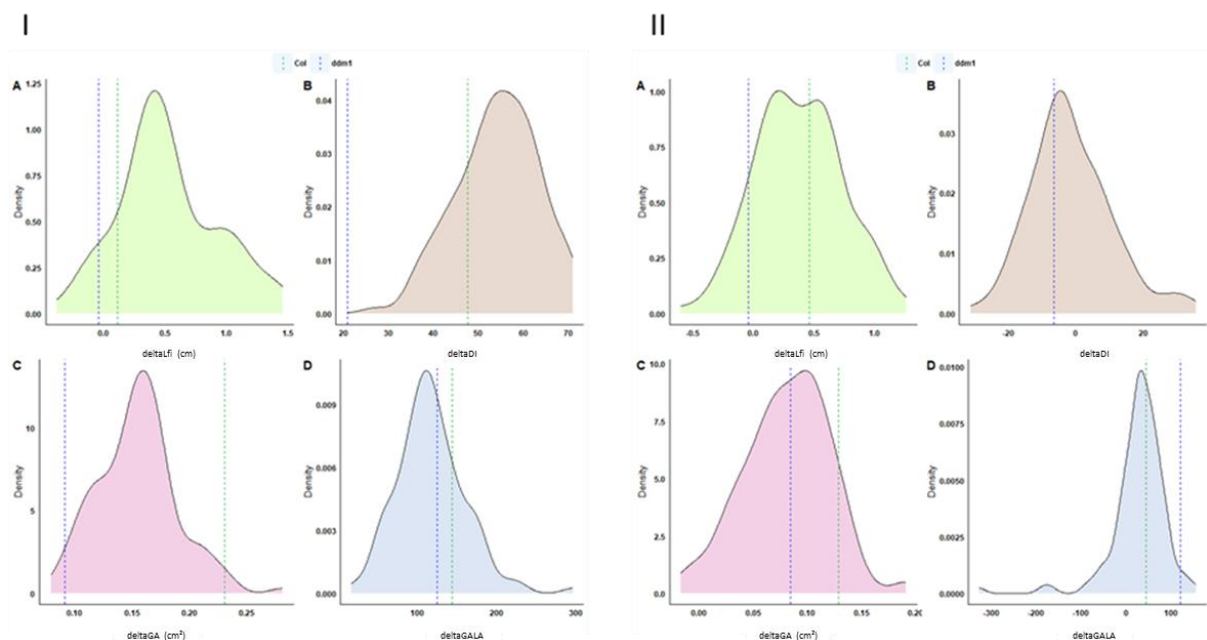 I
II
Col ddm1
Col ddm1
A
1.25
1.00
0.75
0.50
0.25
0.00
Density
0.0 0.5 1.0 1.5
deltaLfi (cm)
B
0.04
0.03
0.02
0.01
0.00
Density
20 30 40 50 60 70
deltaDI
A
1.00
0.75
0.50
0.25
0.00
Density
-0.5 0.0 0.5 1.0
deltaLfi (cm)
B
0.03
0.02
0.01
0.00
Density
-20 0 20
deltaDI
C
10
5
0
Density
0.10 0.15 0.20 0.25
deltaGA (cm²)
D
0.009
0.006
0.003
0.000
Density
100 200 300
deltaGALA
C
10.0
7.5
5.0
2.5
0.0
Density
0.00 0.05 0.10 0.15 0.20
deltaGA (cm²)
D
0.0100
0.0075
0.0050
0.0025
0.0000
Density
-300 -200 -100 0 100
deltaGALA